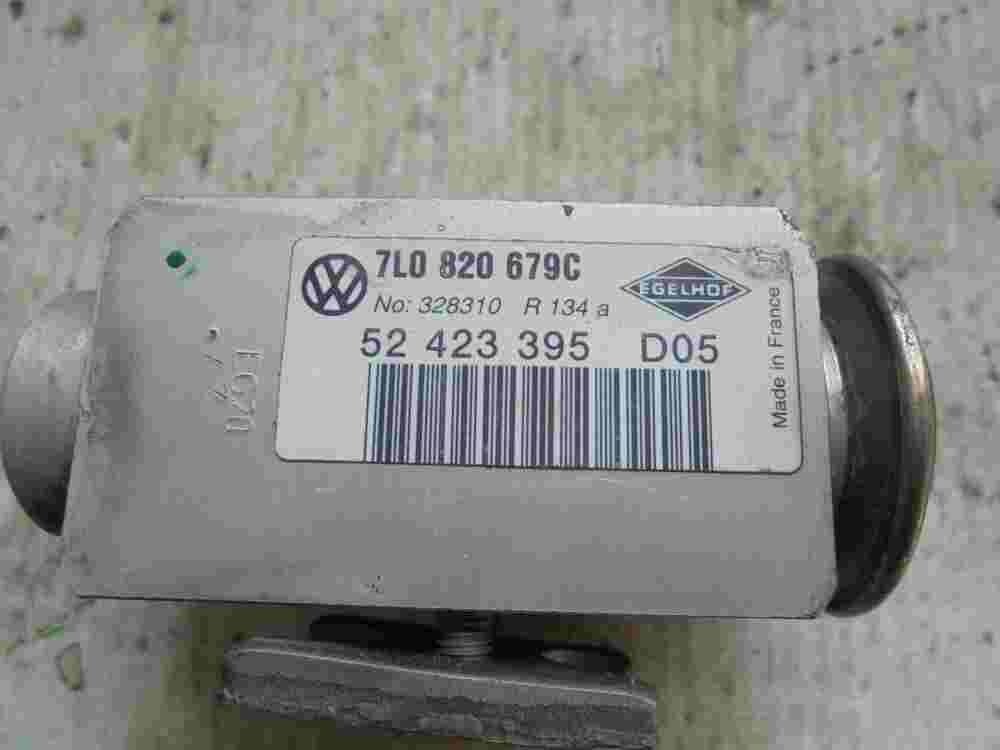 7L0 820 679C
No: 328310 R 134 a
EGELHOF
52 423 395 D05
Made in France